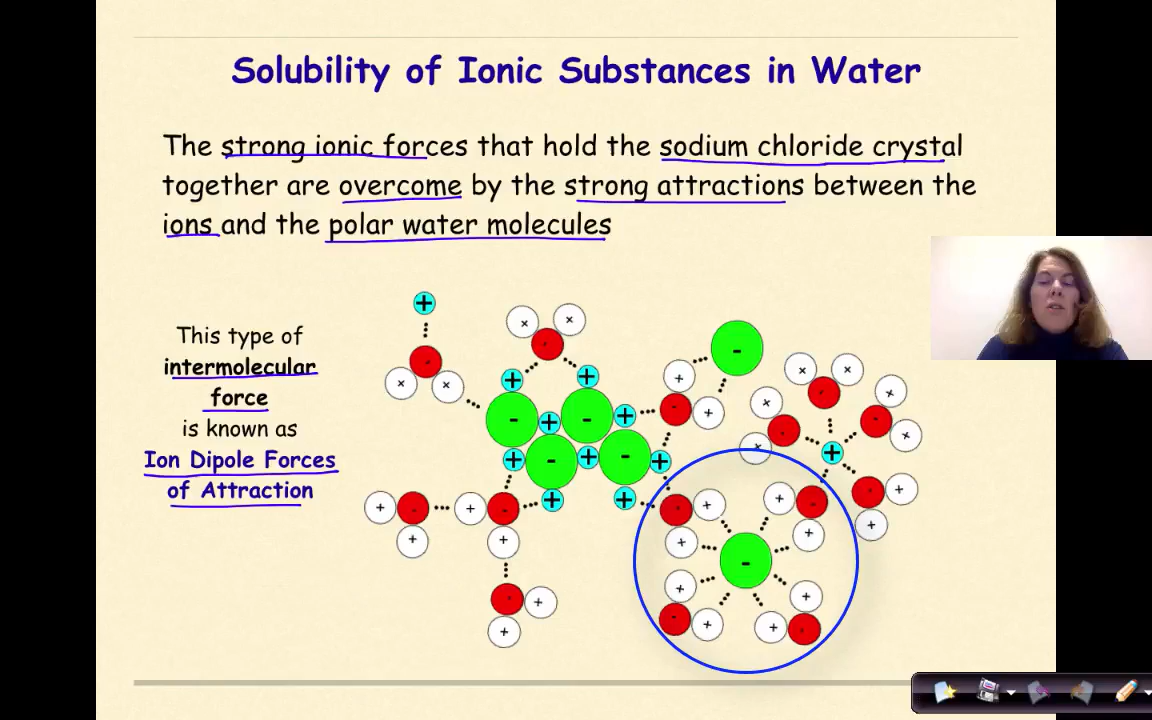 Solubility of Ionic Substances in Water
The strong ionic forces that hold the sodium chloride crystal
together are overcome by the strong attractions between the
ions and the polar water molecules
This type of
intermolecular
force
is known as
Ion Dipole Forces
of Attraction